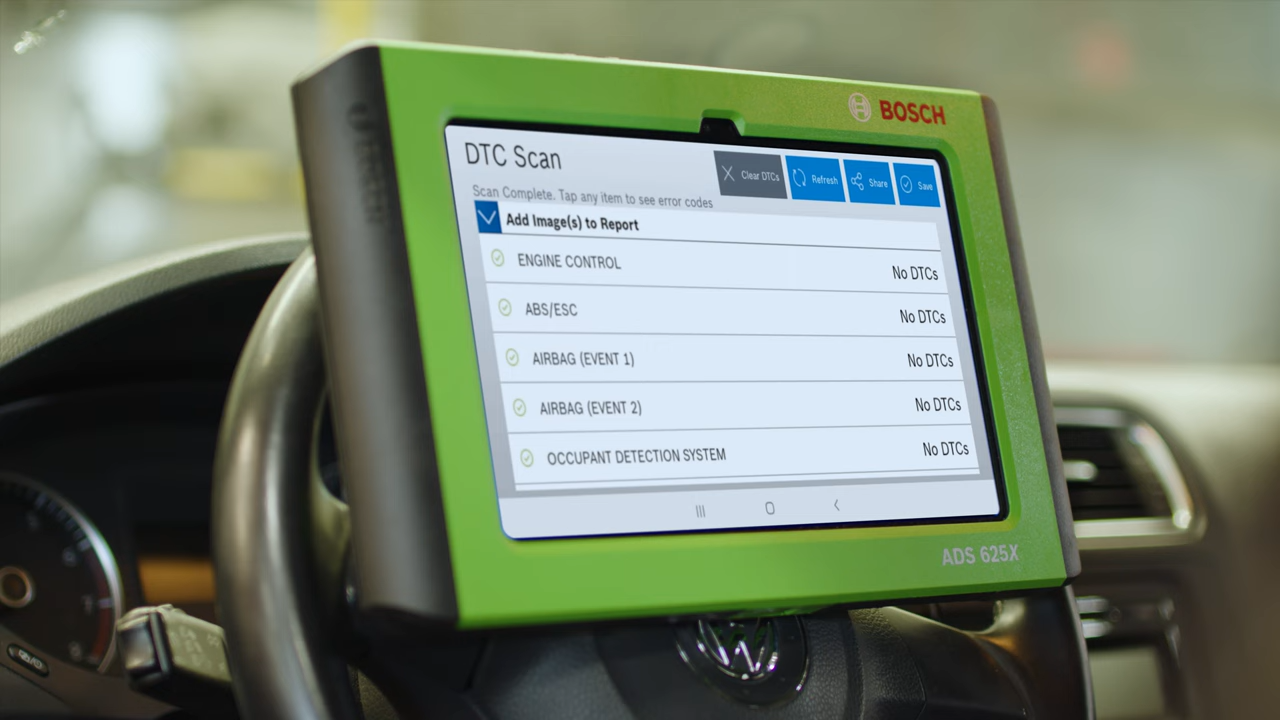 BOSCH
DTC Scan
Clear DTCs
Refresh
Share
Save
Scan Complete. Tap any item to see error codes
Add Image(s) to Report
ENGINE CONTROL No DTCs
ABS/ESC No DTCs
AIRBAG (EVENT 1) No DTCs
AIRBAG (EVENT 2) No DTCs
OCCUPANT DETECTION SYSTEM No DTCs
ADS 625X